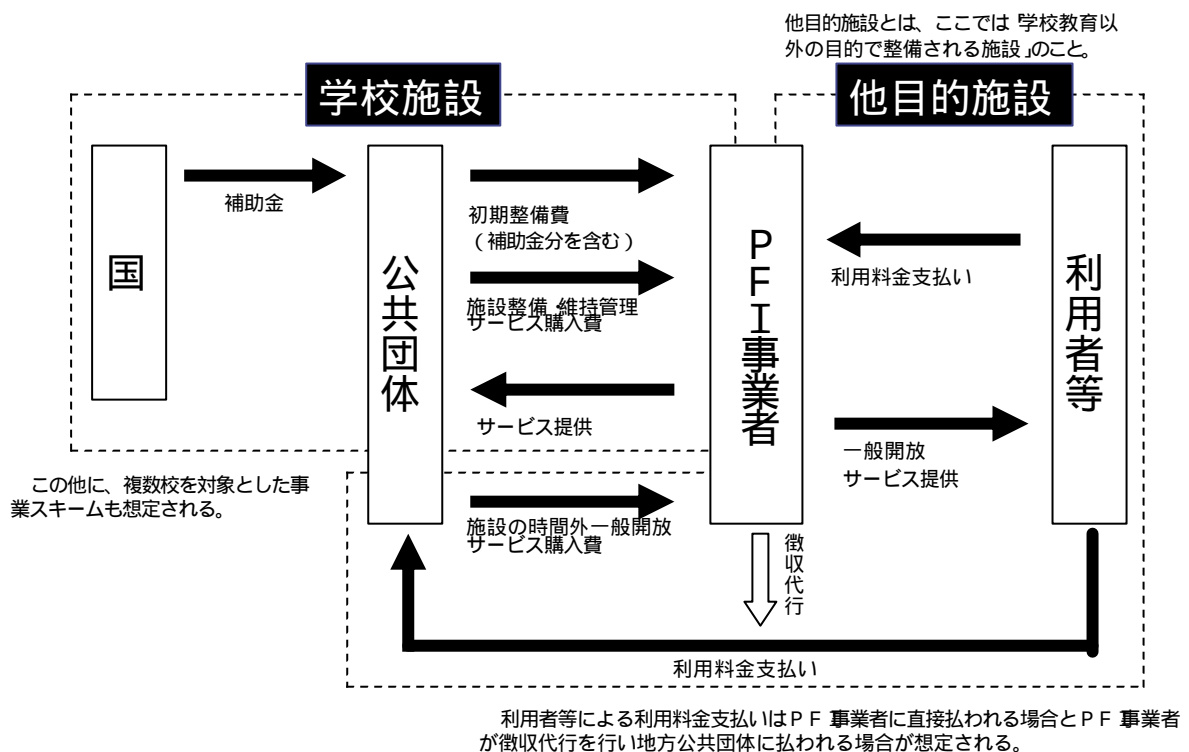 他目的施設とは、ここでは「学校教育以
外の目的で整備される施設」のこと。
学校施設
他目的施設
国
補助金
公共団体
初期整備費
(補助金分を含む)
施設整備・維持管理
サービス購入費
サービス提供
PFI事業者
利用料金支払い
一般開放
サービス提供
利用者等
この他に、複数校を対象とした事
業スキームも想定される。
施設の時間外一般開放
サービス購入費
徴収代行
利用料金支払い
利用者等による利用料金支払いはPFI事業者に直接払われる場合とPFI事業者
が徴収代行を行い地方公共団体に払われる場合が想定される。